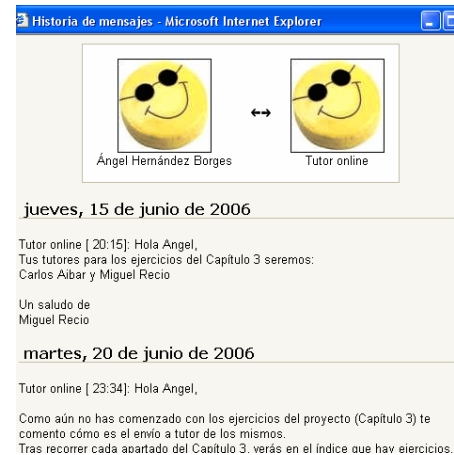 Historia de mensajes - Microsoft Internet Explorer
Ángel Hernández Borges
Tutor online
jueves, 15 de junio de 2006
Tutor online [ 20:15]: Hola Angel,
Tus tutores para los ejercicios del Capítulo 3 seremos:
Carlos Aibar y Miguel Recio
Un saludo de
Miguel Recio
martes, 20 de junio de 2006
Tutor online [ 23:34]: Hola Angel,
Como aún no has comenzado con los ejercicios del proyecto (Capítulo 3) te
comento cómo es el envío a tutor de los mismos.
Tras recorrer cada apartado del Capítulo 3, verás en el índice que hay ejercicios.